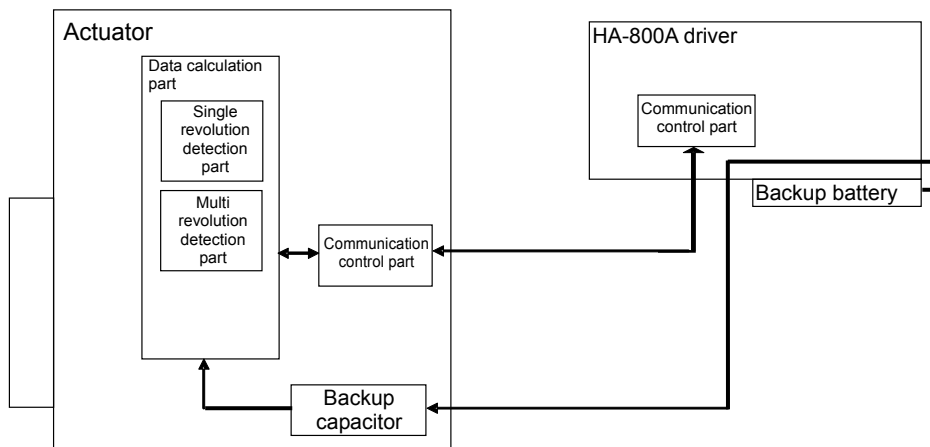 Actuator
Data calculation
part
Single
revolution
detection
part
Multi
revolution
detection
part
Communication
control part
Backup
capacitor
HA-800A driver
Communication
control part
Backup battery